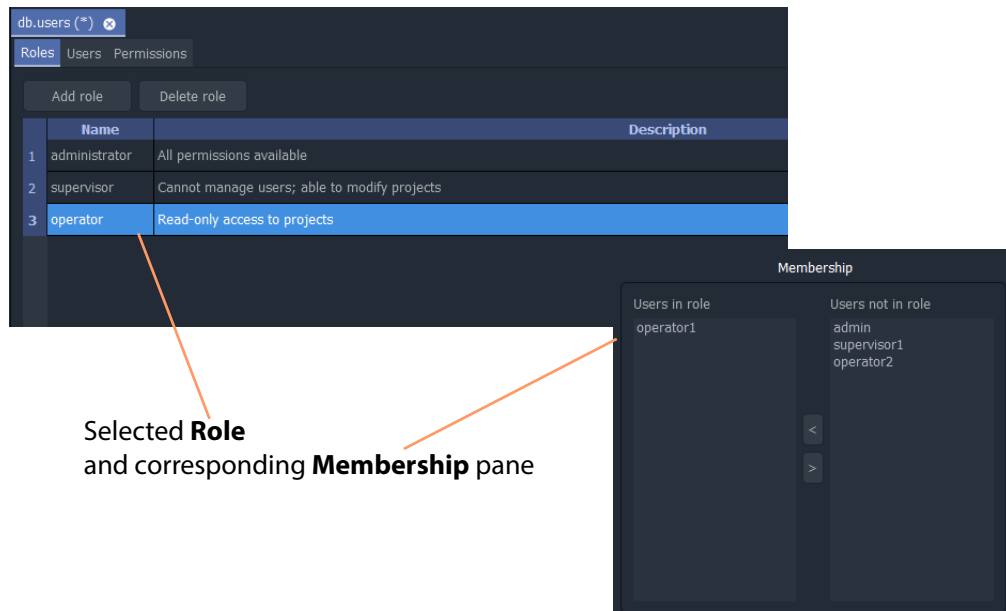 db.users (*)
Roles Users Permissions
Add role Delete role
Name Description
1 administrator All permissions available
2 supervisor Cannot manage users; able to modify projects
3 operator Read-only access to projects
Membership
Users in role Users not in role
operator1 admin
supervisor1
operator2
<
>
Selected Role
and corresponding Membership pane